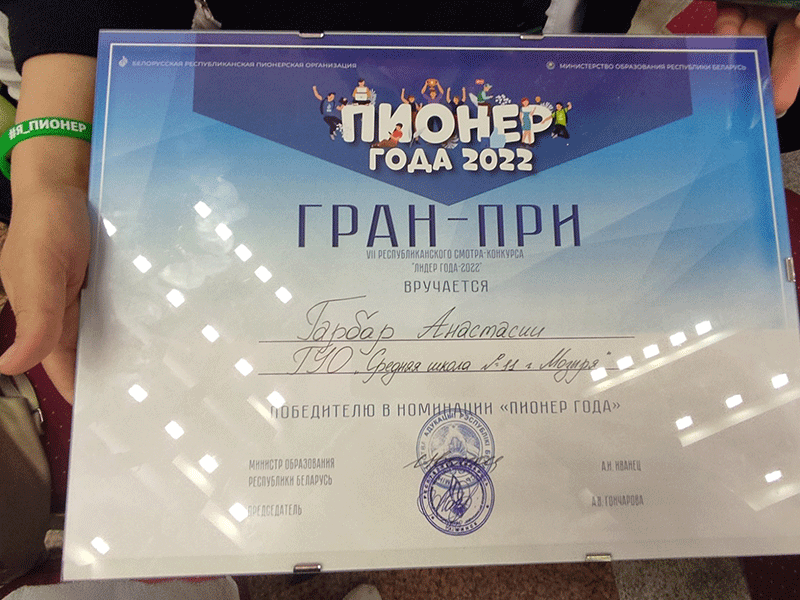 БЕЛОРУССКАЯ РЕСПУБЛИКАНСКАЯ ПИОНЕРСКАЯ ОРГАНИЗАЦИЯ
МИНИСТЕРСТВО ОБРАЗОВАНИЯ РЕСПУБЛИКИ БЕЛАРУСЬ
#Я_ПИОНЕР
ПИОНЕР
ГОДА 2022
ГРАН-ПРИ
VII РЕСПУБЛИКАНСКОГО СМОТРА-КОНКУРСА
"ЛИДЕР ГОДА-2022"
ВРУЧАЕТСЯ
Гарбар Анастасии
ГУО "Средняя школа №11 г. Мозыря"
ПОБЕДИТЕЛЮ В НОМИНАЦИИ «ПИОНЕР ГОДА»
МИНИСТР ОБРАЗОВАНИЯ
РЕСПУБЛИКИ БЕЛАРУСЬ
А.И. ИВАНЕЦ
ПРЕДСЕДАТЕЛЬ
А.В. ГОНЧАРОВА